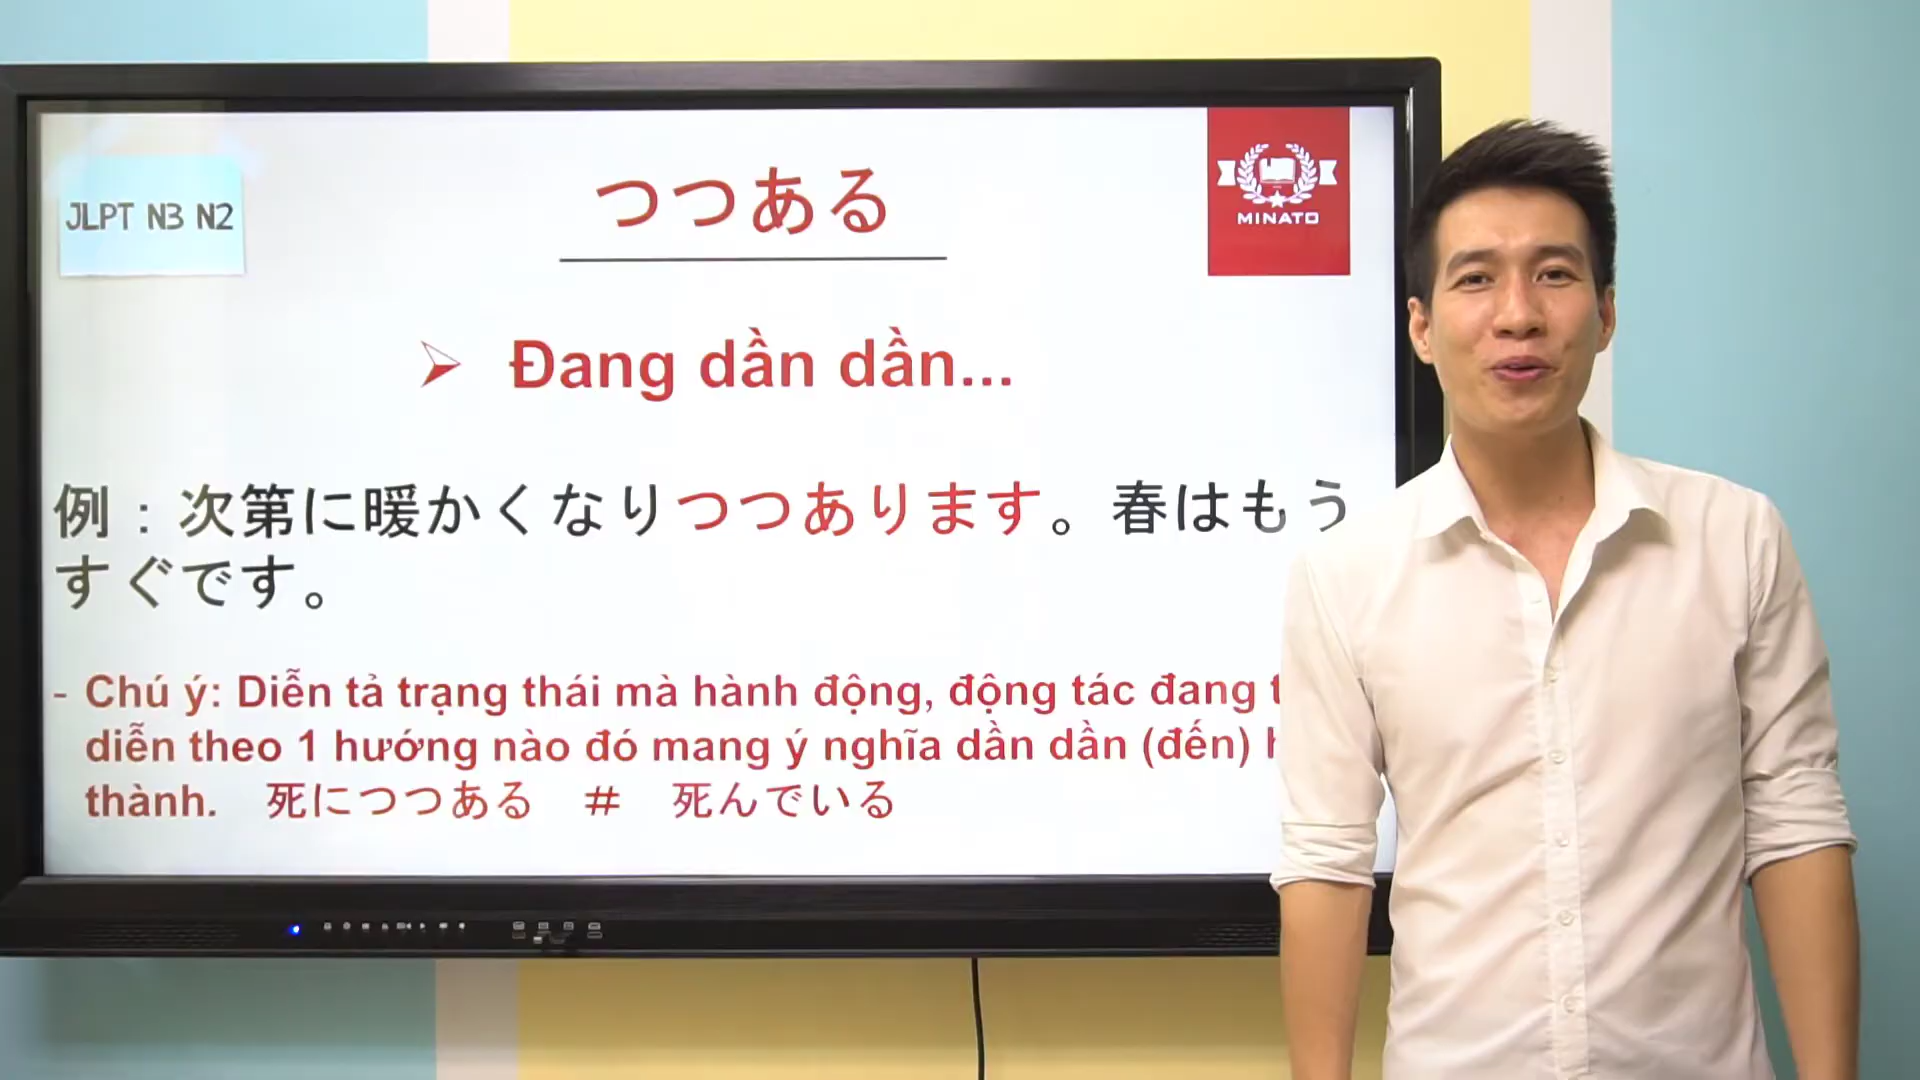 JLPT N3 N2
つつある
MINATO
Đang dần dần...
例：次第に暖かくなりつつあります。春はもう
すぐです。
- Chú ý: Diễn tả trạng thái mà hành động, động tác đang
diễn theo 1 hướng nào đó mang ý nghĩa dần dần (đến)
thành. 死につつある # 死んでいる